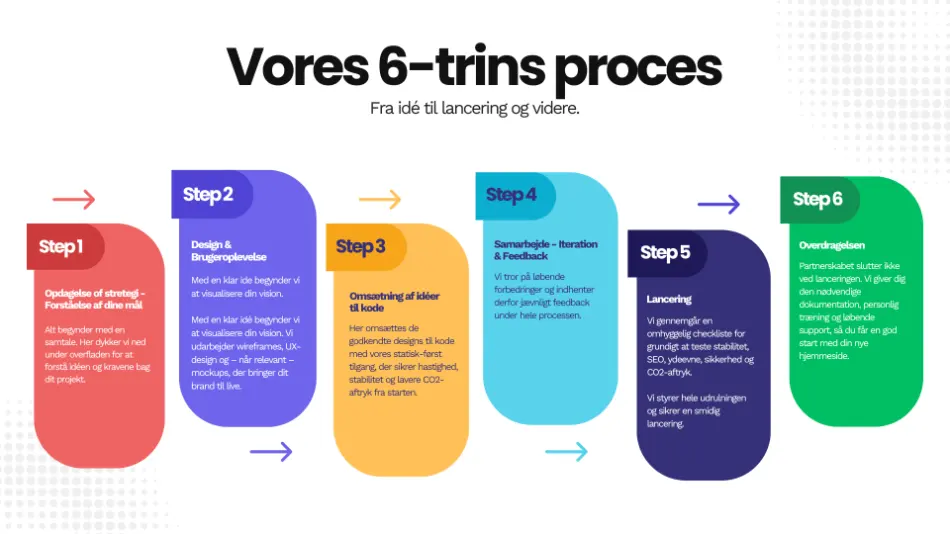 Vores 6-trins proces
Fra idé til lancering og videre.
Step 1
Opdagelse of stretegi -
Forståelse af dine mål
Alt begynder med en
samtale. Her dykker vi ned
under overfladen for at
forstå idéen og kravene bag
dit projekt.
Step 2
Design &
Brugeroplevelse
Med en klar ide begynder vi
at visualisere din vision.
Med en klar idé begynder vi
at visualisere din vision. Vi
udarbejder wireframes, UX-
design og – når relevant –
mockups, der bringer dit
brand til live.
Step 3
Omsætning af idéer
til kode
Her omsættes de
godkendte designs til kode
med vores statisk-først
tilgang, der sikrer hastighed,
stabilitet og lavere CO2-
aftryk fra starten.
Step 4
Samarbejde - Iteration
& Feedback
Vi tror på løbende
forbedringer og indhenter
derfor jævnligt feedback
under hele processen.
Step 5
Lancering
Vi gennemgår en
omhyggelig checkliste for
grundigt at teste stabilitet,
SEO, ydeevne, sikkerhed og
CO2-aftryk.
Vi styrer hele udrulningen
og sikrer en smidig
lancering.
Step 6
Overdragelsen
Partnerskabet slutter ikke
ved lanceringen. Vi giver dig
den nødvendige
dokumentation, personlig
træning og løbende
support, så du får en god
start med din nye
hjemmeside.